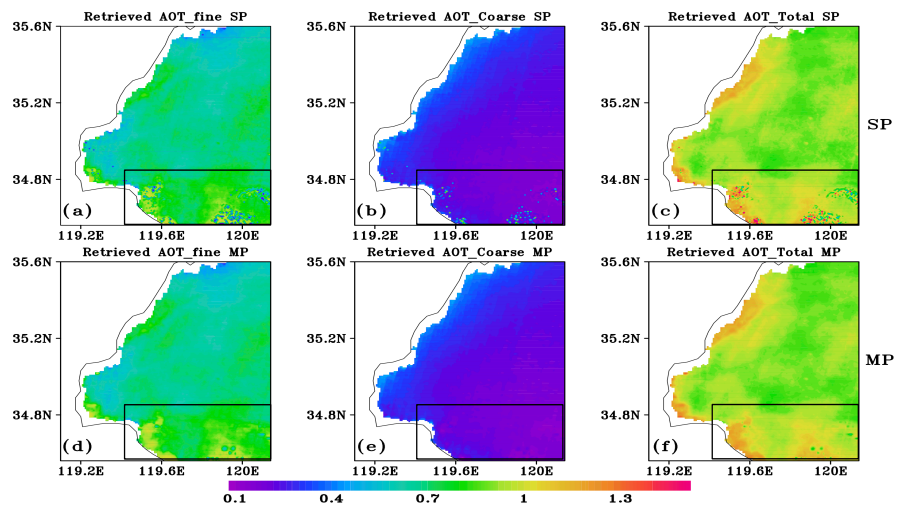 Retrieved AOT_fine SP Retrieved AOT_Coarse SP Retrieved AOT_Total SP
35.6N 35.6N 35.6N
35.2N 35.2N 35.2N
SP
34.8N 34.8N 34.8N
(a) (b) (c)
119.2E 119.6E 120E 119.2E 119.6E 120E 119.2E 119.6E 120E
Retrieved AOT_fine MP Retrieved AOT_Coarse MP Retrieved AOT_Total MP
35.6N 35.6N 35.6N
35.2N 35.2N 35.2N
MP
34.8N 34.8N 34.8N
(d) (e) (f)
119.2E 119.6E 120E 119.2E 119.6E 120E 119.2E 119.6E 120E
0.1 0.4 0.7 1 1.3